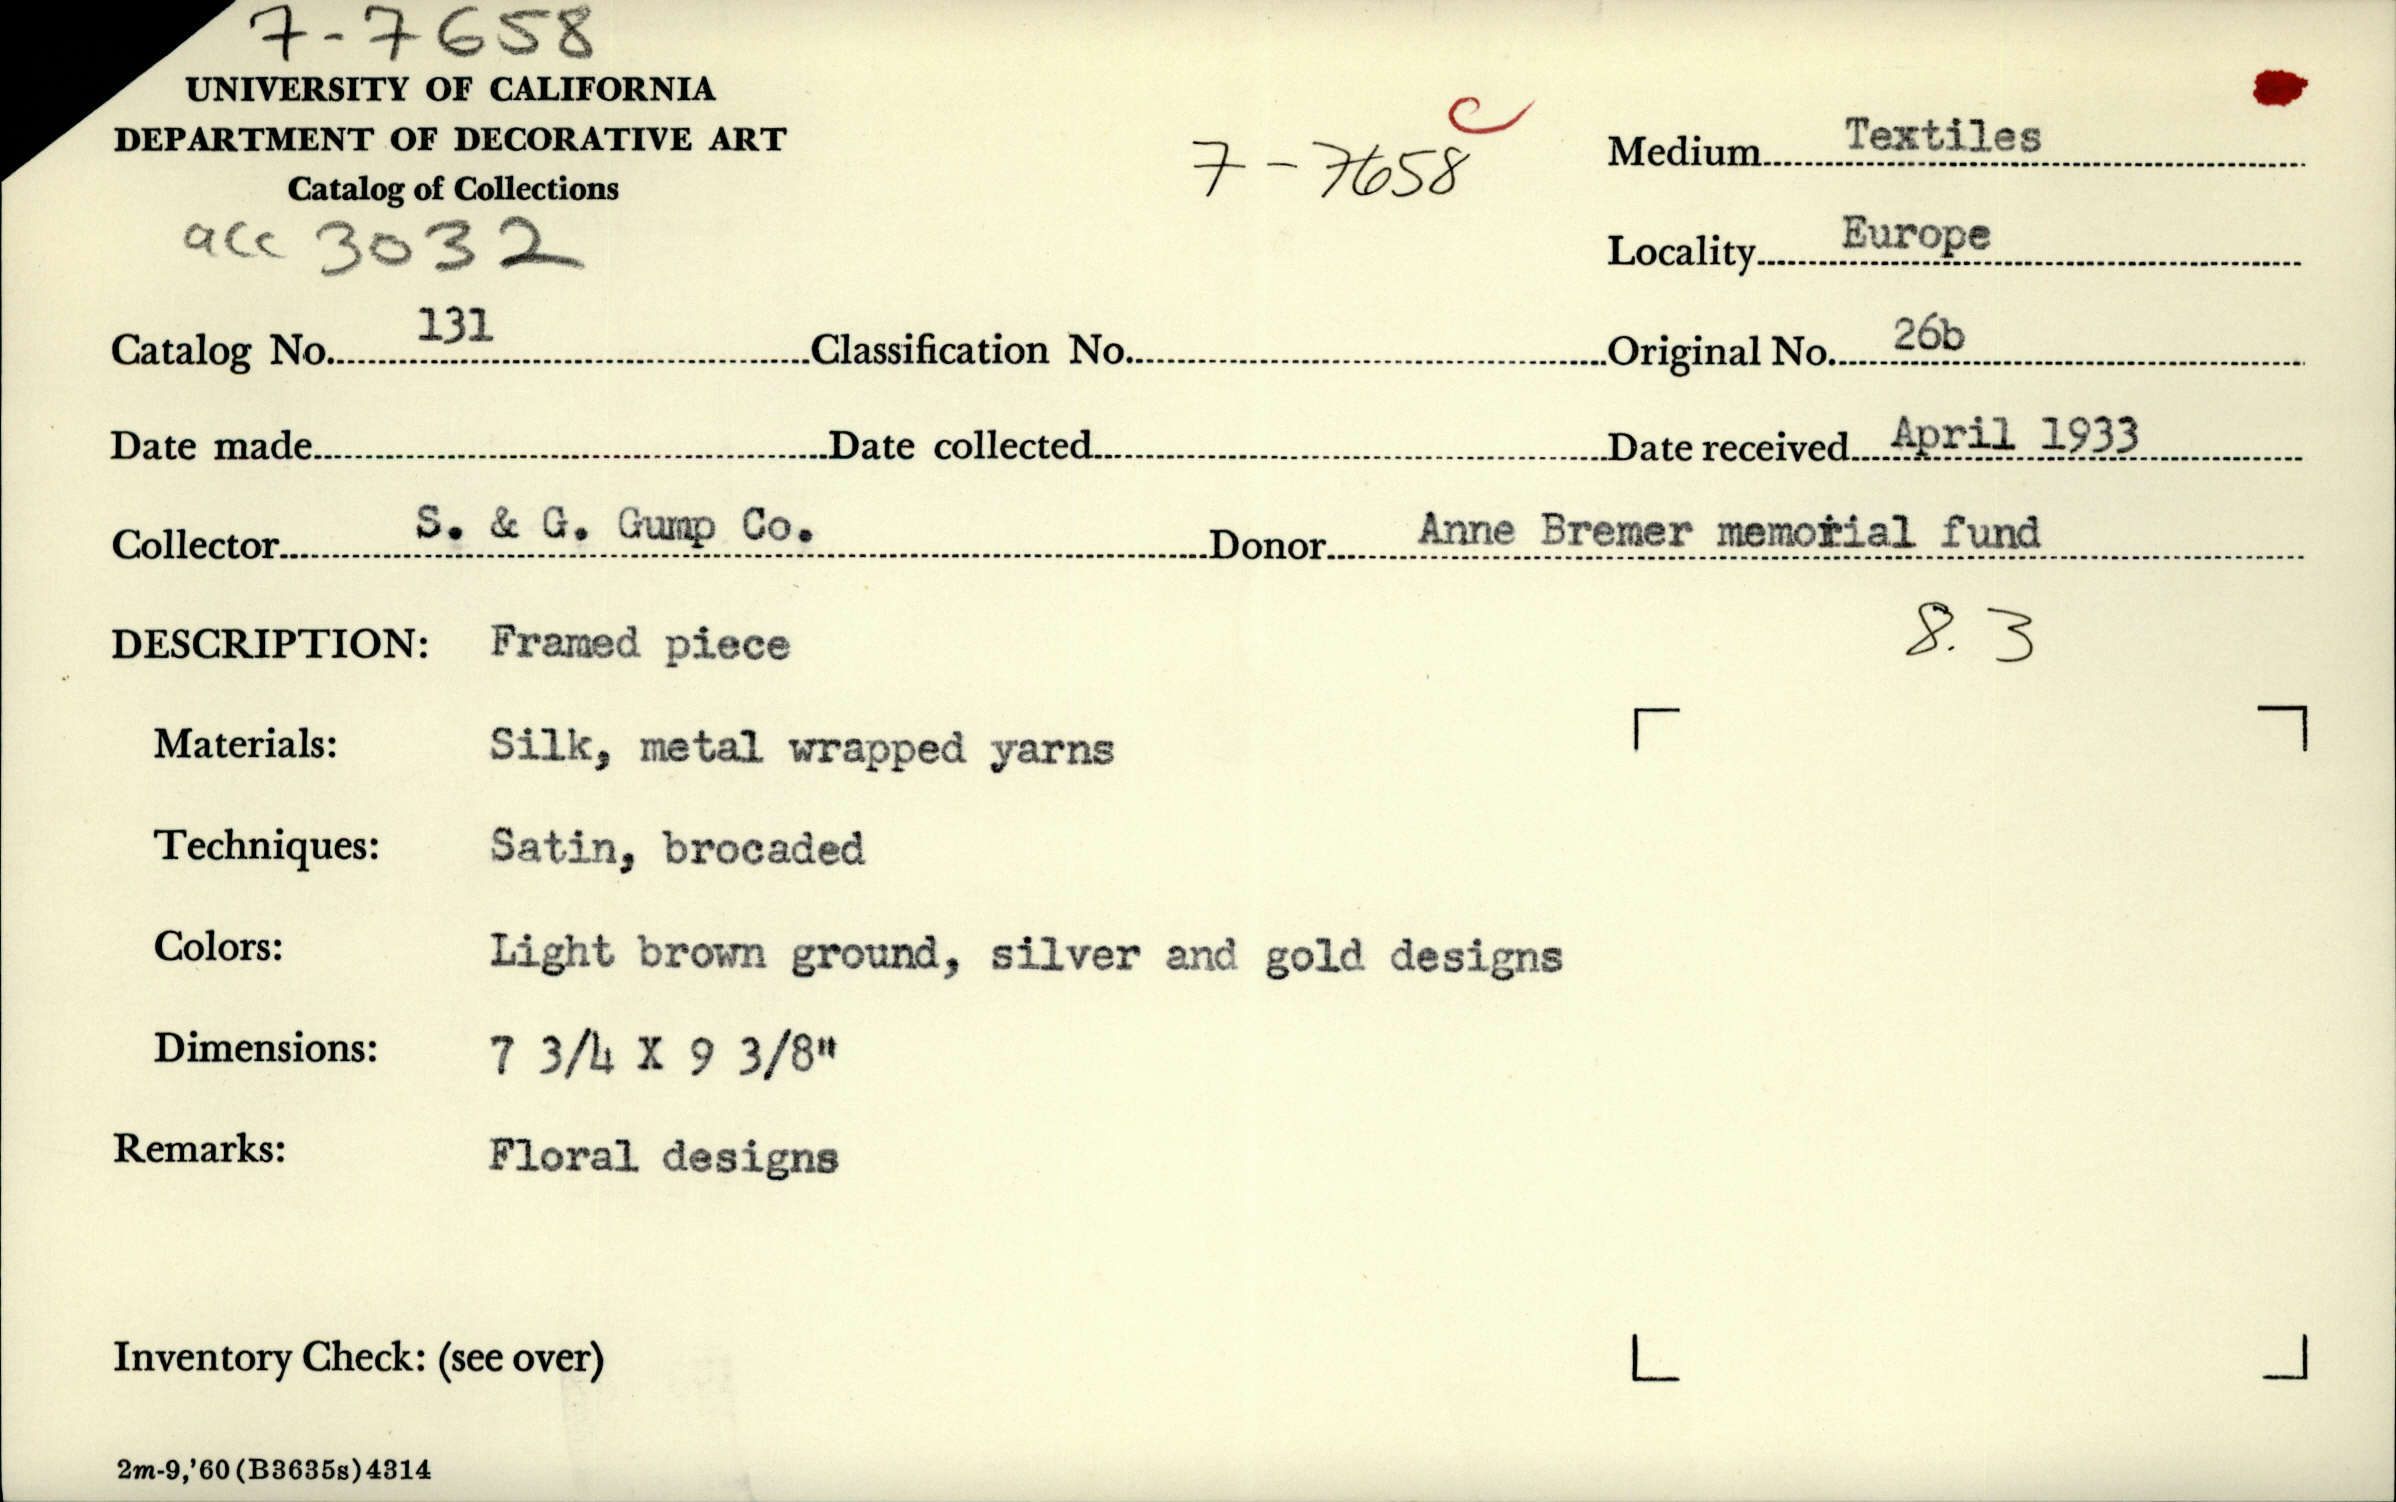 7-7658
UNIVERSITY OF CALIFORNIA
DEPARTMENT OF DECORATIVE ART
Catalog of Collections
acc 3032
7-7658
c
Medium Textiles
Locality Europe
Catalog No. 131 Classification No. Original No. 26b
Date made Date collected Date received April 1933
Collector S. & G. Gump Co. Donor Anne Bremer memorial fund
DESCRIPTION: Framed piece
8.3
Materials: Silk, metal wrapped yarns
Techniques: Satin, brocaded
Colors: Light brown ground, silver and gold designs
Dimensions: 7 3/4 X 9 3/8"
Remarks: Floral designs
Inventory Check: (see over)
2m-9,'60(B3635s)4314